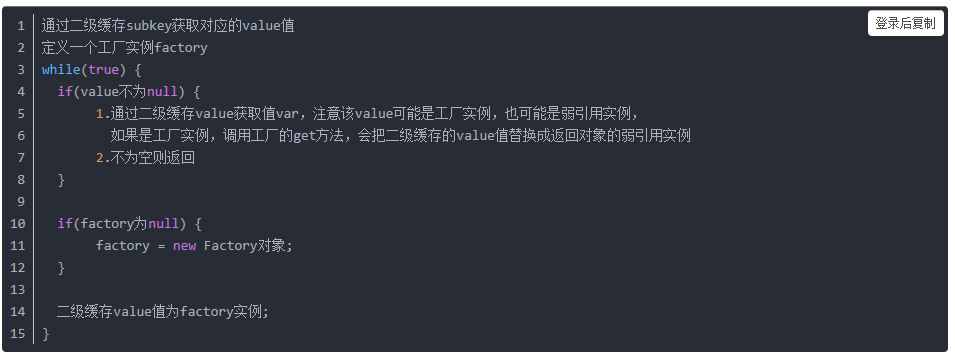 1 通过二级缓存subkey获取对应的value值
登录后复制
2 定义一个工厂实例factory
3 while(true) {
4   if(value不为null) {
5        1.通过二级缓存value获取值var，注意该value可能是工厂实例，也可能是弱引用实例，
6          如果是工厂实例，调用工厂的get方法，会把二级缓存的value值替换成返回对象的弱引用实例
7        2.不为空则返回
8   }
9
10   if(factory为null) {
11        factory = new Factory对象;
12   }
13
14   二级缓存value值为factory实例;
15 }